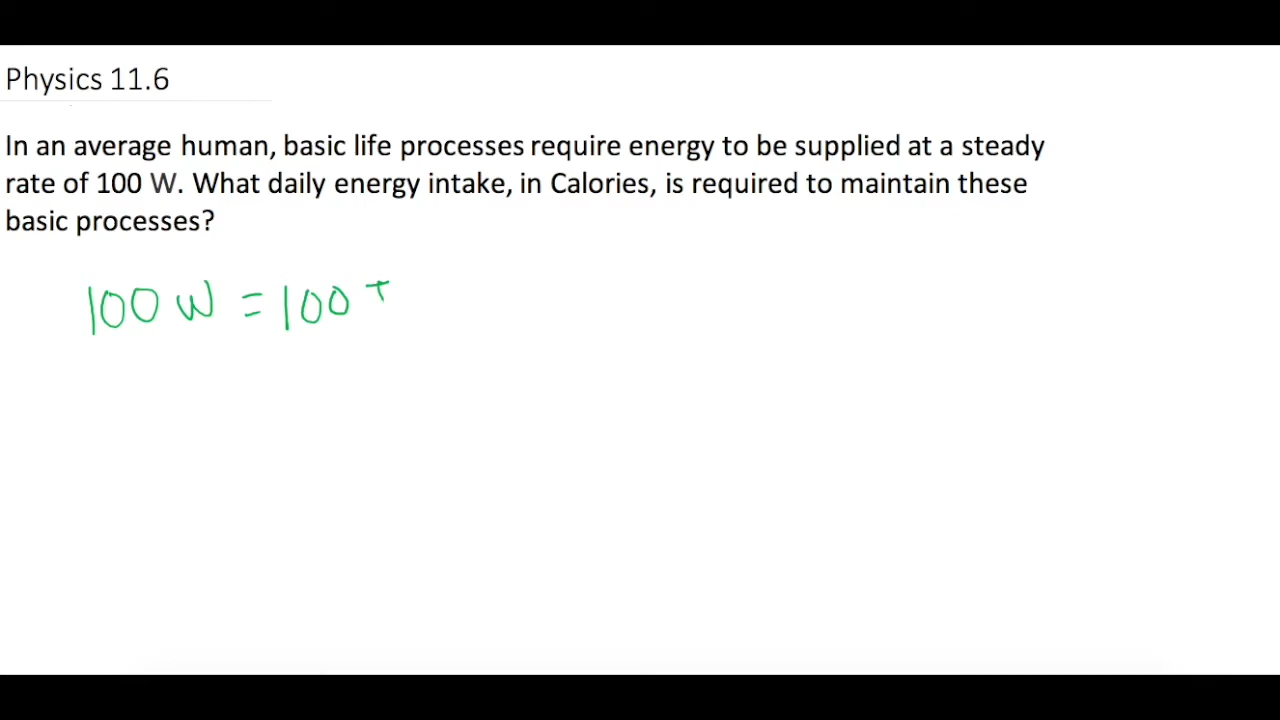 Physics 11.6
In an average human, basic life processes require energy to be supplied at a steady
rate of 100 W. What daily energy intake, in Calories, is required to maintain these
basic processes?
100 W = 100